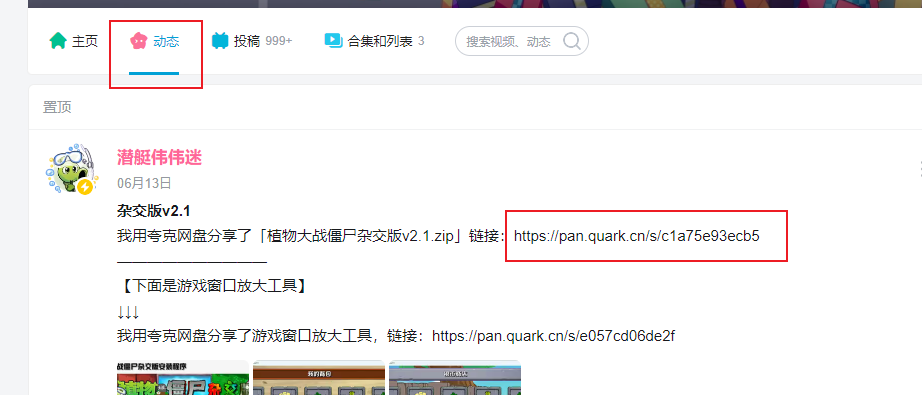 主页 动态 投稿 999+ 合集和列表 3 搜索视频、动态
置顶
潜艇伟伟迷
06月13日
杂交版v2.1
我用夸克网盘分享了「植物大战僵尸杂交版v2.1.zip」链接：https://pan.quark.cn/s/c1a75e93ecb5
————————————
【下面是游戏窗口放大工具】
↓↓↓
我用夸克网盘分享了游戏窗口放大工具，链接：https://pan.quark.cn/s/e057cd06de2f
战僵尸杂交版安装程序